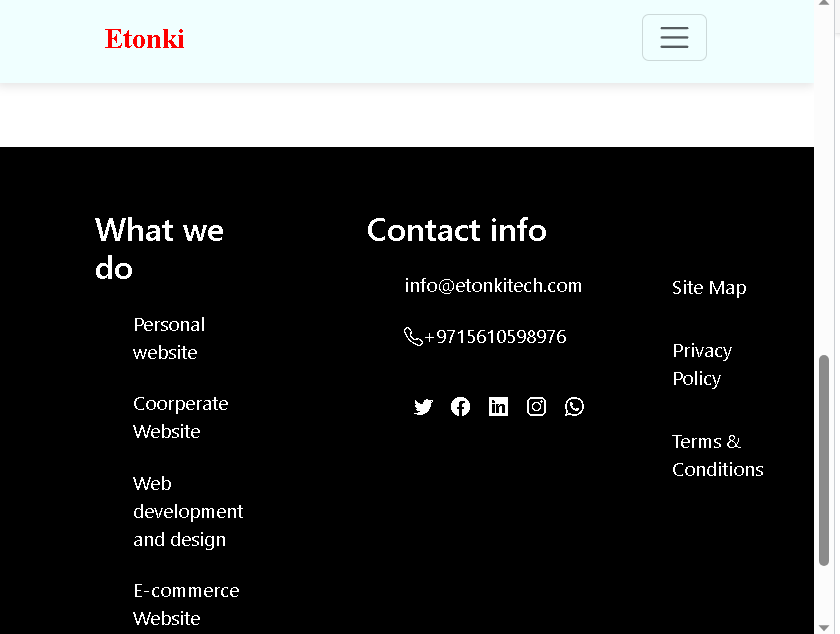 Etonki
What we
do
Personal
website
Coorperate
Website
Web
development
and design
E-commerce
Website
Contact info
info@etonkitech.com
+9715610598976
Site Map
Privacy
Policy
Terms &
Conditions